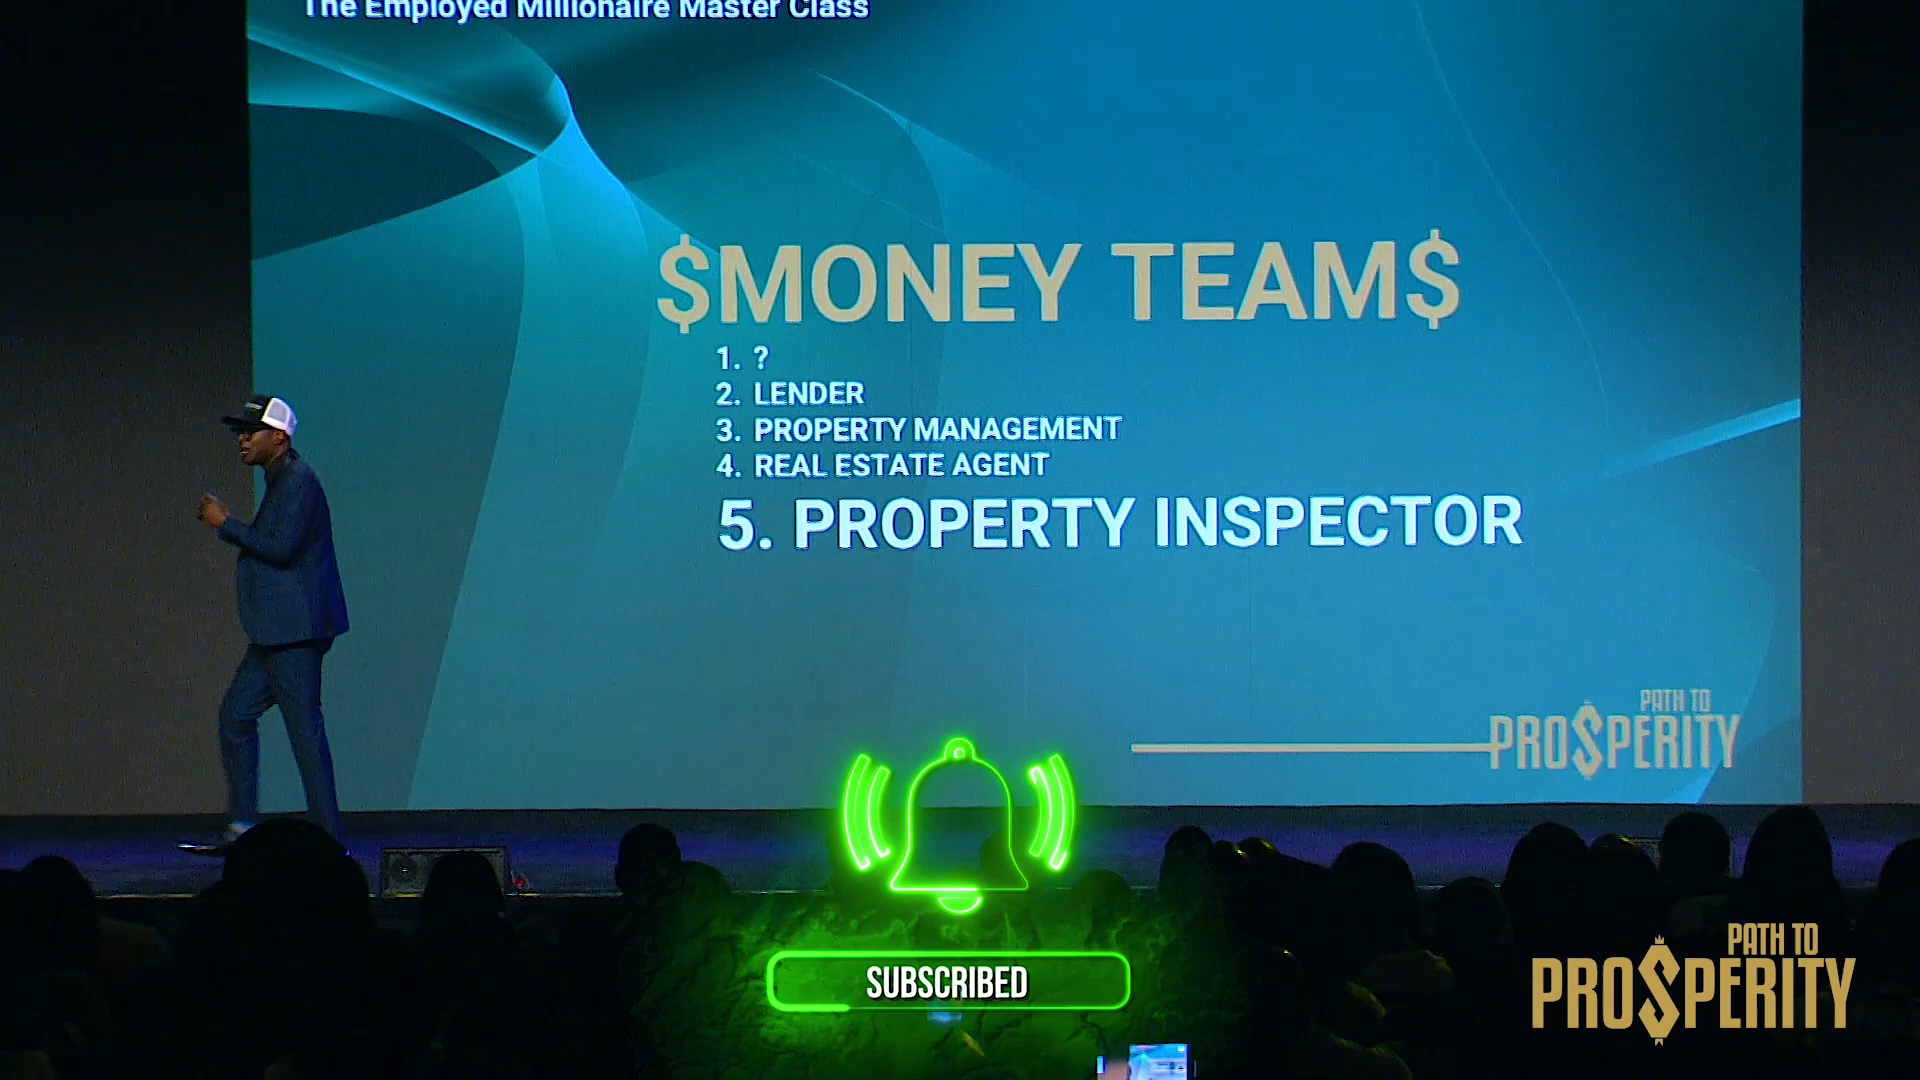 The Employed Millionaire Master Class
$MONEY TEAM$
1. ?
2. LENDER
3. PROPERTY MANAGEMENT
4. REAL ESTATE AGENT
5. PROPERTY INSPECTOR
PATH TO
PRO$PERITY
SUBSCRIBED
PATH TO
PRO$PERITY